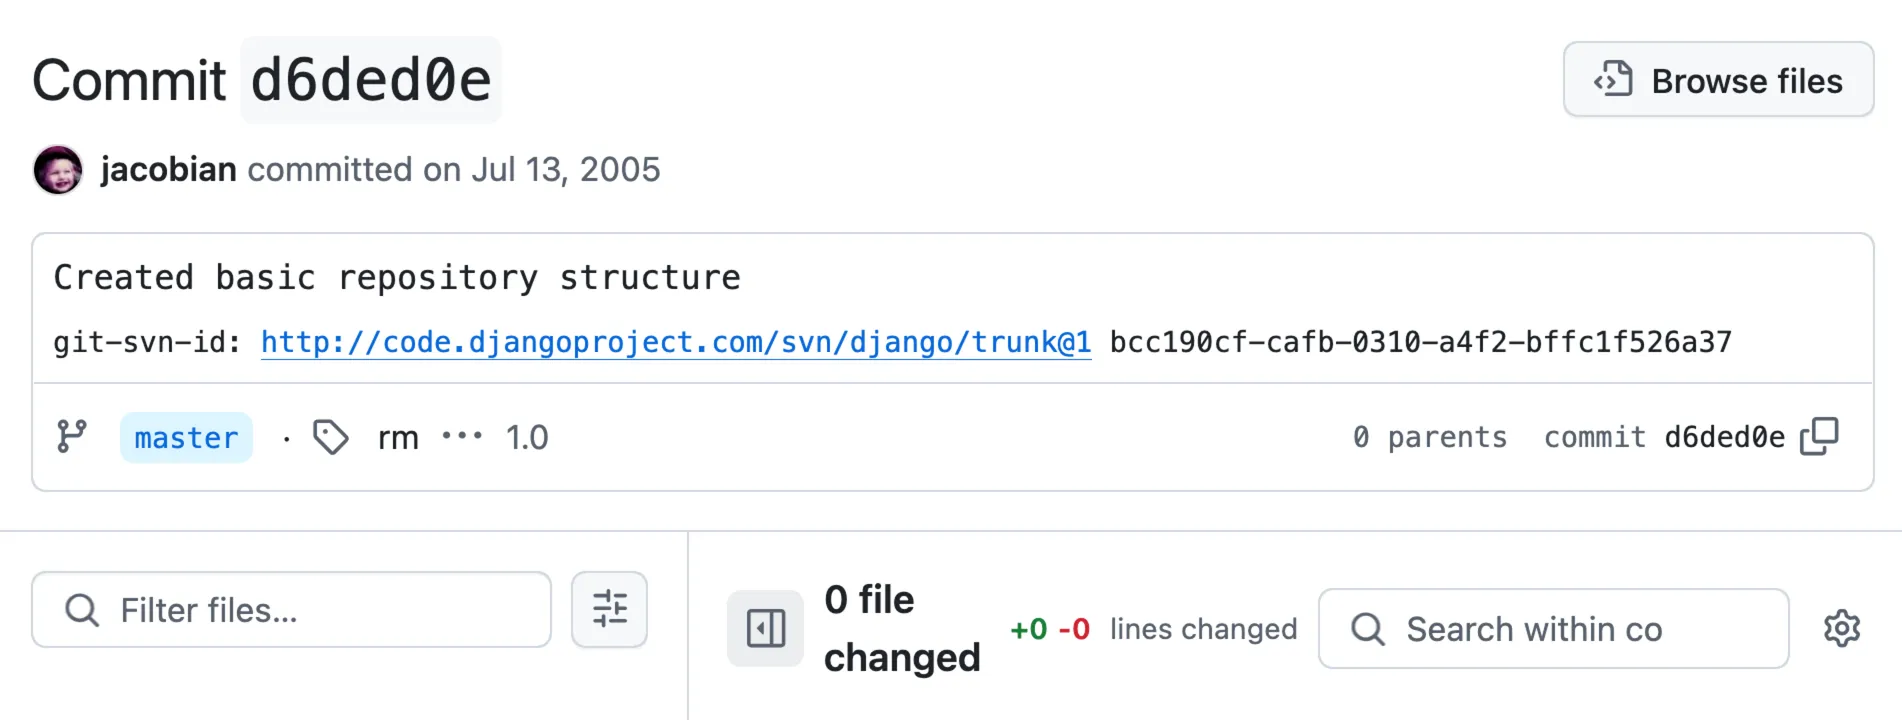 Commit d6ded0e
Browse files
jacobian committed on Jul 13, 2005
Created basic repository structure
git-svn-id: http://code.djangoproject.com/svn/django/trunk@1 bcc190cf-cafb-0310-a4f2-bffc1f526a37
master · rm ··· 1.0
0 parents commit d6ded0e
Filter files...
0 file
changed
+0 -0 lines changed
Search within co